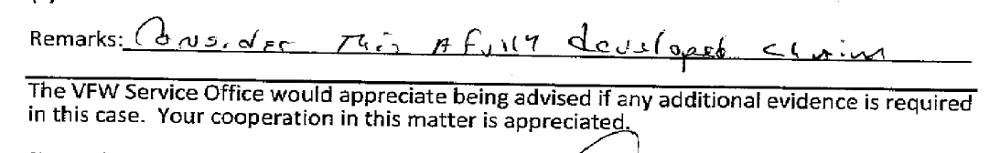 Remarks: Consider This A fully developed claim
The VFW Service Office would appreciate being advised if any additional evidence is required
in this case. Your cooperation in this matter is appreciated.